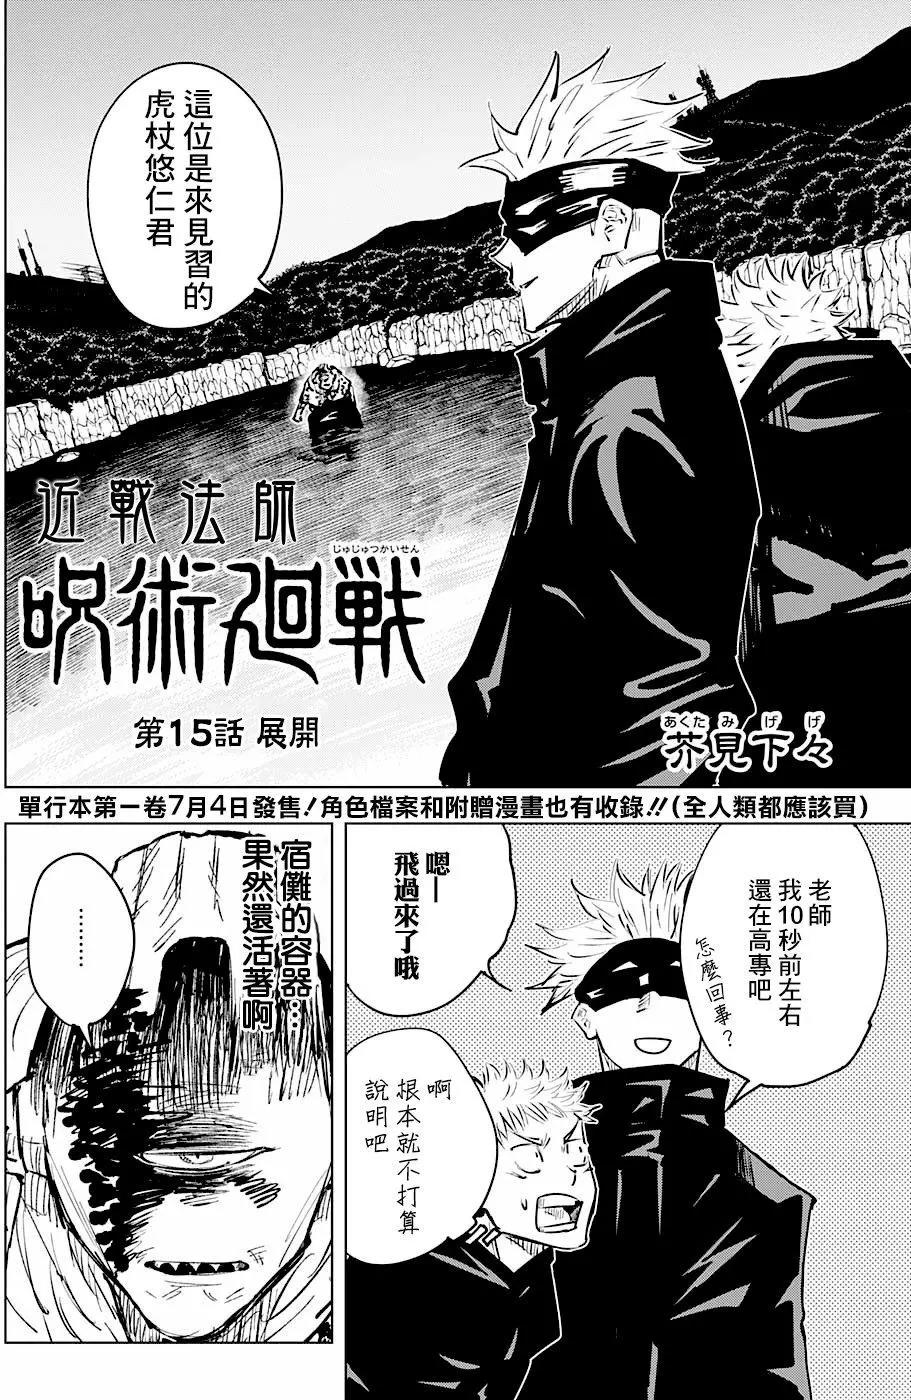 這位是來見習的
虎杖悠仁君
近戰法師
じゅじゅつかいせん
呪術廻戦
第15話 展開
あくたみげげ
芥見下々
單行本第一卷7月4日發售!角色檔案和附贈漫畫也有收錄!!(全人類都應該買)
老師
我10秒前左右
還在高專吧
怎麼回事?
嗯—
飛過來了哦
啊
根本就不打算
說明吧
宿儺的容器…
果然還活著啊
………